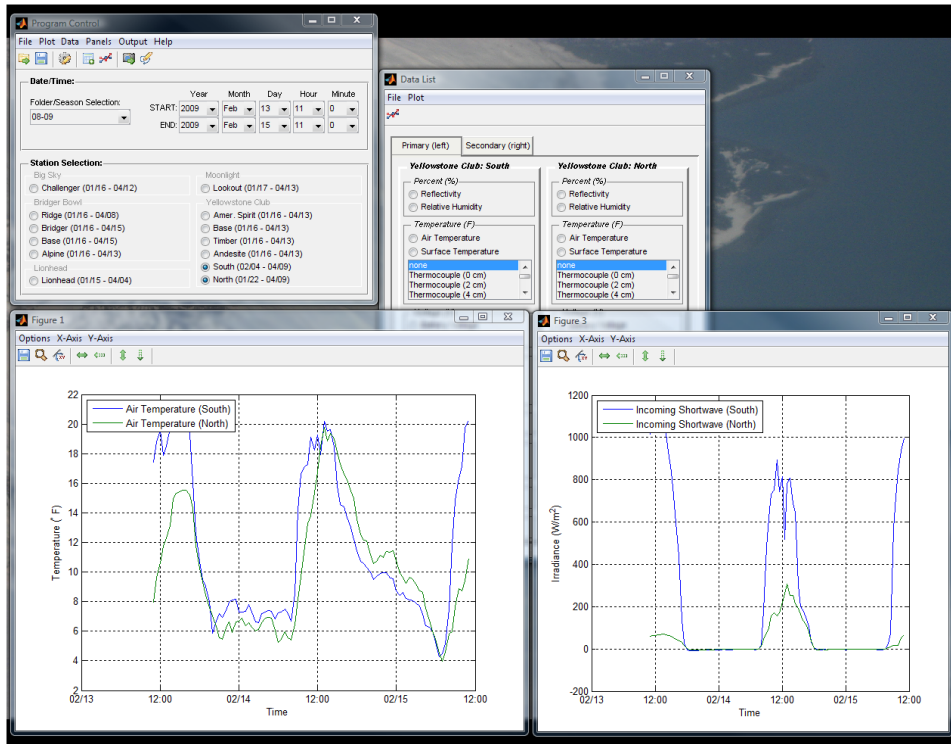 Program Control
File Plot Data Panels Output Help
Date/Time:
Folder/Season Selection:
08-09
Year Month Day Hour Minute
START: 2009 Feb 13 11 0
END: 2009 Feb 15 11 0
Station Selection:
Big Sky
Challenger (01/16 - 04/12)
Bridger Bowl
Ridge (01/16 - 04/08)
Bridger (01/16 - 04/15)
Base (01/16 - 04/15)
Alpine (01/16 - 04/13)
Lionhead
Lionhead (01/15 - 04/04)
Moonlight
Lookout (01/17 - 04/13)
Yellowstone Club
Amer. Spirit (01/16 - 04/13)
Base (01/16 - 04/13)
Timber (01/16 - 04/13)
Andesite (01/16 - 04/13)
South (02/04 - 04/09)
North (01/22 - 04/09)
Data List
File Plot
Primary (left) Secondary (right)
Yellowstone Club: South
Percent (%)
Reflectivity
Relative Humidity
Temperature (F)
Air Temperature
Surface Temperature
none
Thermocouple (0 cm)
Thermocouple (2 cm)
Thermocouple (4 cm)
Yellowstone Club: North
Percent (%)
Reflectivity
Relative Humidity
Temperature (F)
Air Temperature
Surface Temperature
none
Thermocouple (0 cm)
Thermocouple (2 cm)
Thermocouple (4 cm)
Figure 1
Options X-Axis Y-Axis
Air Temperature (South)
Air Temperature (North)
Temperature (° F)
22
20
18
16
14
12
10
8
6
4
2
02/13 12:00 02/14 12:00 02/15 12:00
Time
Figure 3
Options X-Axis Y-Axis
Incoming Shortwave (South)
Incoming Shortwave (North)
Irradiance (W/m²)
1200
1000
800
600
400
200
0
-200
02/13 12:00 02/14 12:00 02/15 12:00
Time